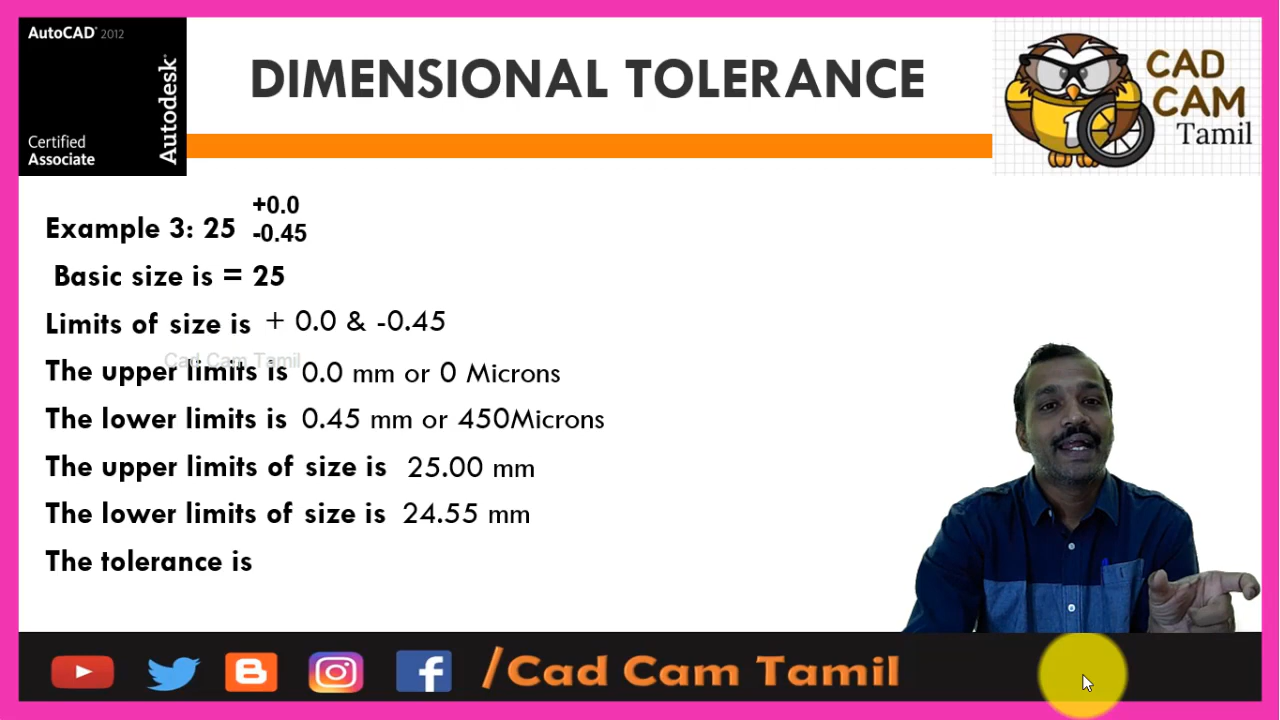 AutoCAD® 2012
Autodesk®
Certified
Associate
DIMENSIONAL TOLERANCE
CAD
CAM
Tamil
1
+0.0
Example 3: 25
-0.45
Basic size is = 25
Limits of size is + 0.0 & -0.45
Cad Cam Tamil
The upper limits is 0.0 mm or 0 Microns
The lower limits is 0.45 mm or 450Microns
The upper limits of size is 25.00 mm
The lower limits of size is 24.55 mm
The tolerance is
/Cad Cam Tamil